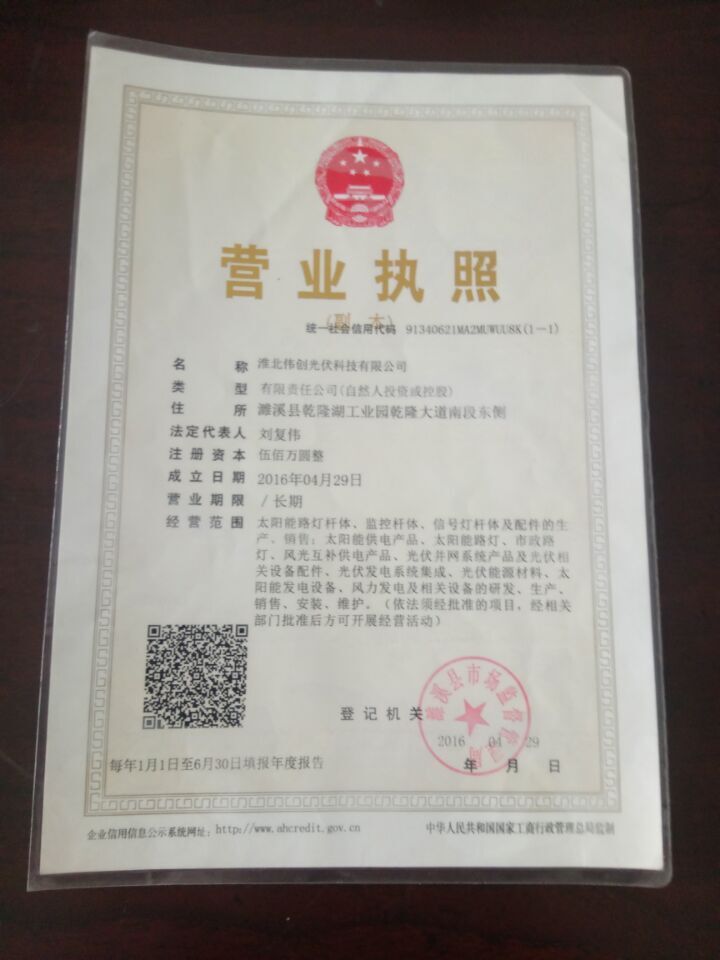 营业执照
(副 本)
统一社会信用代码 91340621MA2MUWUU8K(1-1)
名 称 淮北伟创光伏科技有限公司
类 型 有限责任公司(自然人投资或控股)
住 所 濉溪县乾隆湖工业园乾隆大道南段东侧
法定代表人 刘复伟
注册资本 伍佰万圆整
成立日期 2016年04月29日
营业期限 / 长期
经营范围 太阳能路灯杆体、监控杆体、信号灯杆体及配件的生
产、销售；太阳能供电产品、太阳能路灯、市政路
灯、风光互补供电产品、光伏并网系统产品及光伏相
关设备配件、光伏发电系统集成、光伏能源材料、太
阳能发电设备、风力发电及相关设备的研发、生产、
销售、安装、维护。（依法须经批准的项目，经相关
部门批准后方可开展经营活动）
登记机关
濉溪县市场监督管理局
2016 04 29
年 月 日
每年1月1日至6月30日填报年度报告
企业信用信息公示系统网址：http://www.ahcredit.gov.cn
中华人民共和国国家工商行政管理总局监制